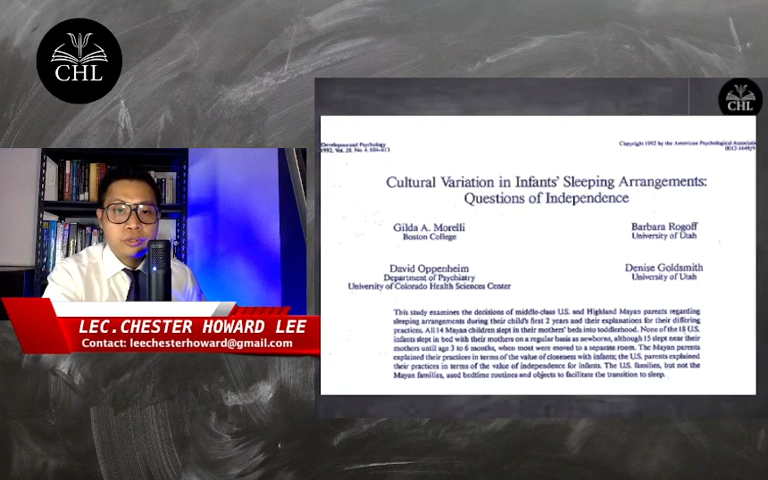 CHL
CHL
LEC.CHESTER HOWARD LEE
Contact: leechesterhoward@gmail.com
Developmental Psychology
1992, Vol. 28, No. 4, 604-613
Copyright 1992 by the American Psychological Associati
Cultural Variation in Infants' Sleeping Arrangements:
Questions of Independence
Gilda A. Morelli
Boston College
Barbara Rogoff
University of Utah
David Oppenheim
Department of Psychiatry
University of Colorado Health Sciences Center
Denise Goldsmith
University of Utah
This study examines the decisions of middle-class U.S. and Highland Mayan parents regarding
sleeping arrangements during their child's first 2 years and their explanations for their differing
practices. All 14 Mayan children slept in their mothers' beds into toddlerhood. None of the 18 U.S.
infants slept in bed with their mothers on a regular basis as newborns, although 15 slept near their
mothers until age 3 to 6 months, when most were moved to a separate room. The Mayan parents
explained their practices in terms of the value of closeness with infants; the U.S. parents explained
their practices in terms of the value of independence for infants. The U.S. families, but not the
Mayan families, used bedtime routines and objects to facilitate the transition to sleep.